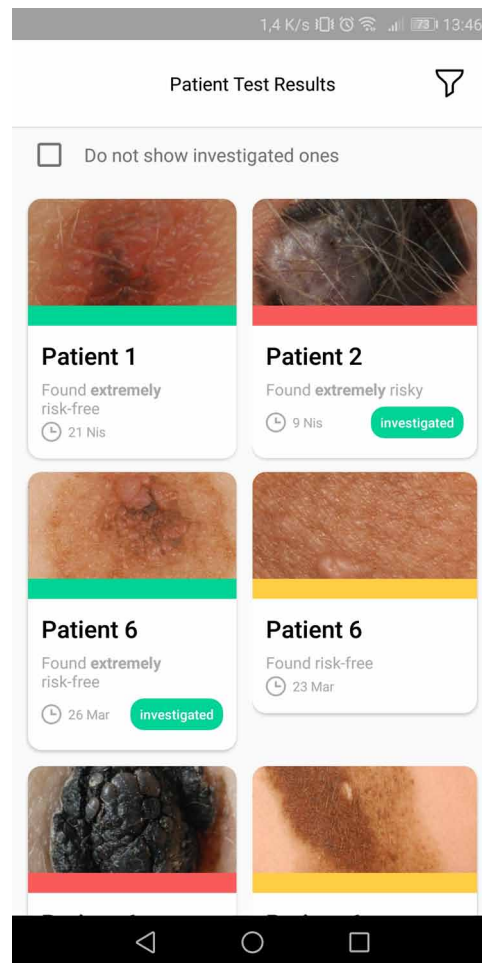 1,4 K/s 73 13:46
Patient Test Results
Do not show investigated ones
Patient 1
Found extremely
risk-free
21 Nis
Patient 2
Found extremely risky
9 Nis
investigated
Patient 6
Found extremely
risk-free
26 Mar
investigated
Patient 6
Found risk-free
23 Mar